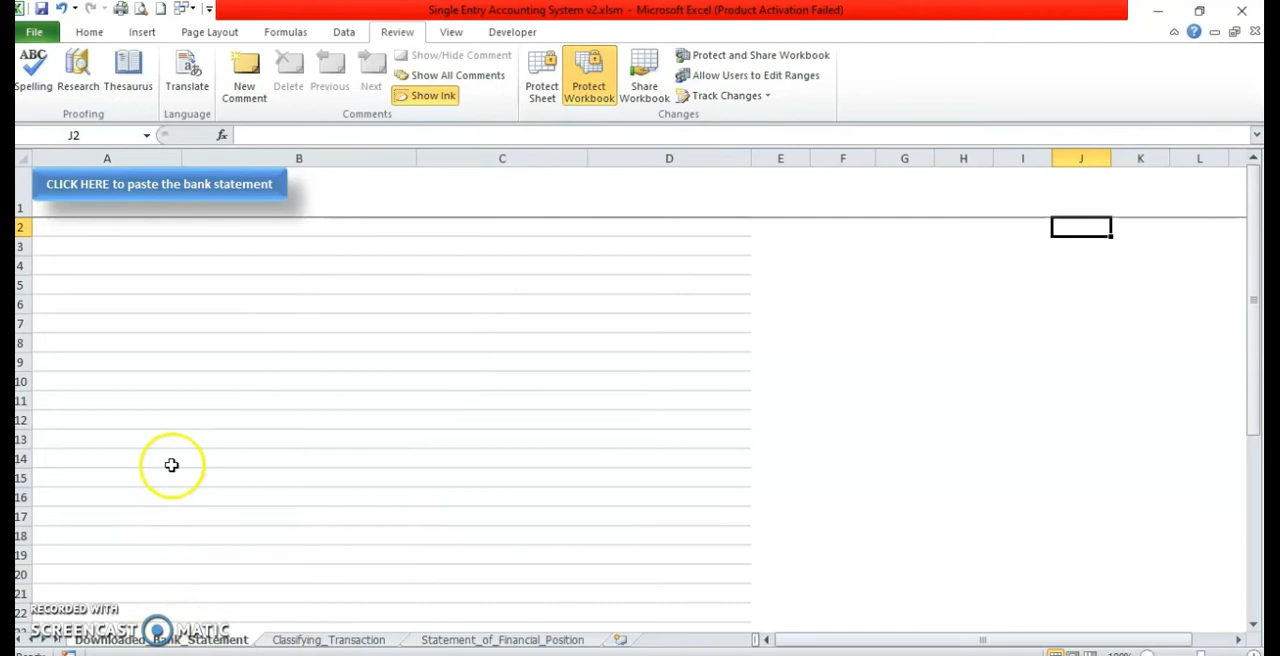 Single Entry Accounting System v2.xlsm - Microsoft Excel (Product Activation Failed)
File Home Insert Page Layout Formulas Data Review View Developer
ABC
Spelling Research Thesaurus
Proofing
Translate
Language
New Comment
Delete Previous Next
Show/Hide Comment
Show All Comments
Show Ink
Comments
Protect Sheet
Protect Workbook
Share Workbook
Protect and Share Workbook
Allow Users to Edit Ranges
Track Changes
Changes
J2 fx
A B C D E F G H I J K L
CLICK HERE to paste the bank statement
1
2
3
4
5
6
7
8
9
10
11
12
13
14
15
16
17
18
19
20
21
22
RECORDED WITH
SCREENCAST MATIC
Downloaded_Bank_Statement Classifying_Transaction Statement_of_Financial_Position